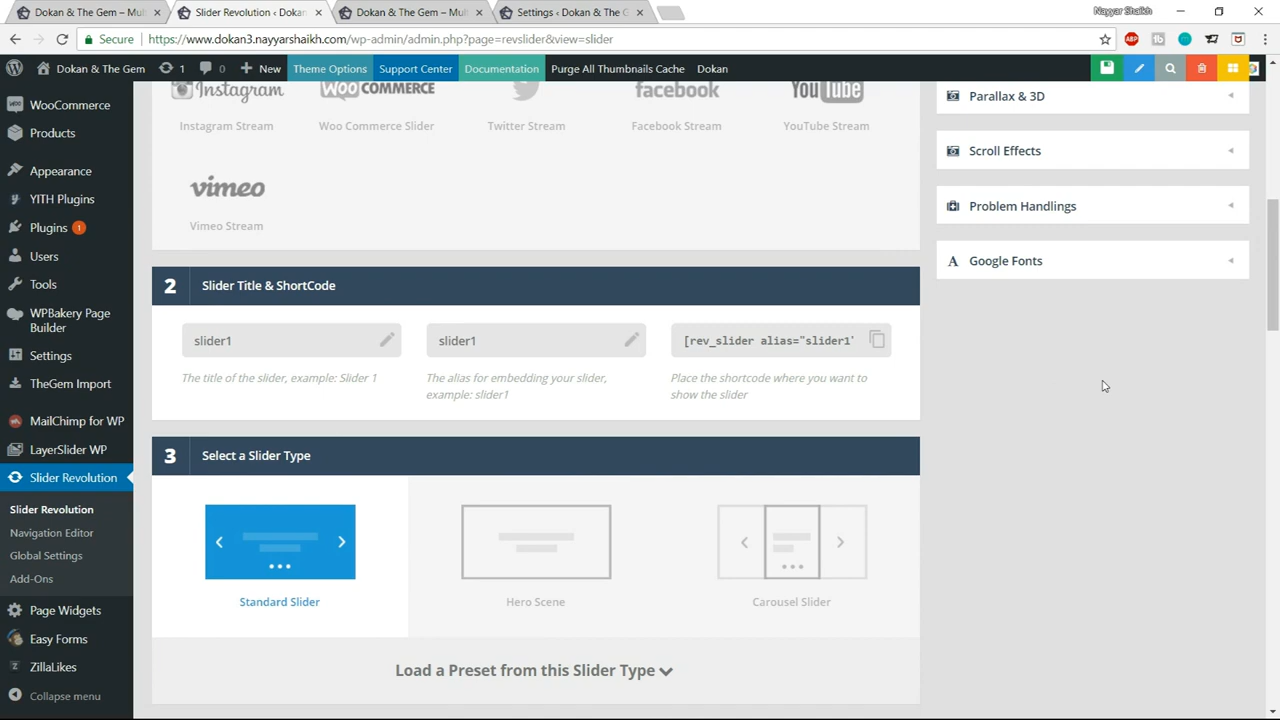 Dokan & The Gem – Mul
Slider Revolution ‹ Dokan
Dokan & The Gem – Mul
Settings ‹ Dokan & The G
Nayyar Shaikh
Secure
https://www.dokan3.nayyarshaikh.com/wp-admin/admin.php?page=revslider&view=slider
ABP
Dokan & The Gem
1
0
New
Theme Options
Support Center
Documentation
Purge All Thumbnails Cache
Dokan
WooCommerce
Products
Appearance
YITH Plugins
Plugins 1
Users
Tools
WPBakery Page
Builder
Settings
TheGem Import
MailChimp for WP
LayerSlider WP
Slider Revolution
Slider Revolution
Navigation Editor
Global Settings
Add-Ons
Page Widgets
Easy Forms
ZillaLikes
Collapse menu
Instagram
WOO COMMERCE
facebook
YouTube
Instagram Stream
Woo Commerce Slider
Twitter Stream
Facebook Stream
YouTube Stream
vimeo
Vimeo Stream
2 Slider Title & ShortCode
slider1
slider1
[rev_slider alias="slider1'
The title of the slider, example: Slider 1
The alias for embedding your slider,
example: slider1
Place the shortcode where you want to
show the slider
3 Select a Slider Type
Standard Slider
Hero Scene
Carousel Slider
Load a Preset from this Slider Type
Parallax & 3D
Scroll Effects
Problem Handlings
A Google Fonts